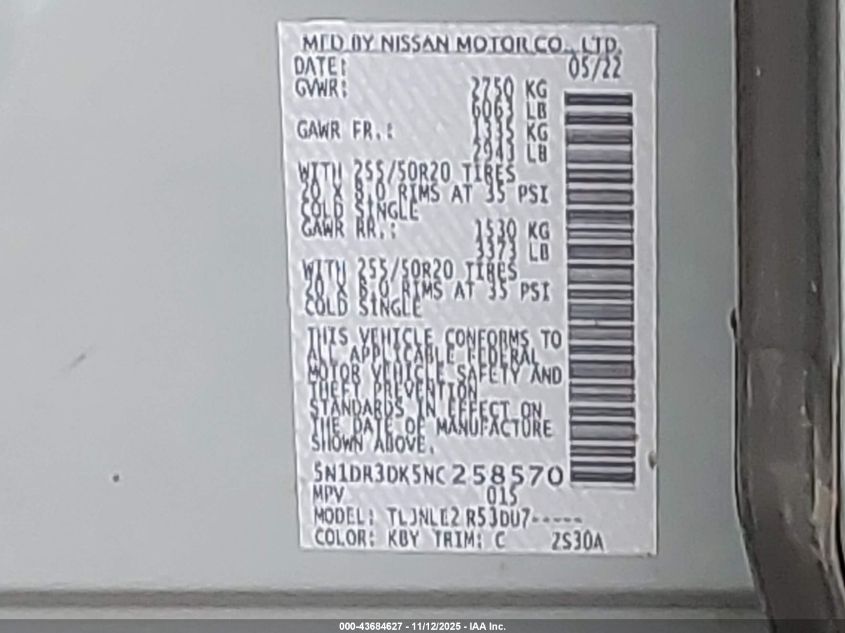 MFD BY NISSAN MOTOR CO., LTD.
DATE: 05/22
GVWR: 2750 KG
6063 LB
GAWR FR.: 1335 KG
2943 LB
WITH 255/50R20 TIRES
20 X 8.0 RIMS AT 35 PSI
COLD SINGLE
GAWR RR.: 1530 KG
3373 LB
WITH 255/50R20 TIRES
20 X 8.0 RIMS AT 35 PSI
COLD SINGLE
THIS VEHICLE CONFORMS TO
ALL APPLICABLE FEDERAL
MOTOR VEHICLE SAFETY AND
THEFT PREVENTION
STANDARDS IN EFFECT ON
THE DATE OF MANUFACTURE
SHOWN ABOVE.
5N1DR3DK5NC258570
MPV 015
MODEL: TLJNLE2 R53DU7-----
COLOR: KBY TRIM: C 2S30A
000-43684627 - 11/12/2025 - IAA Inc.